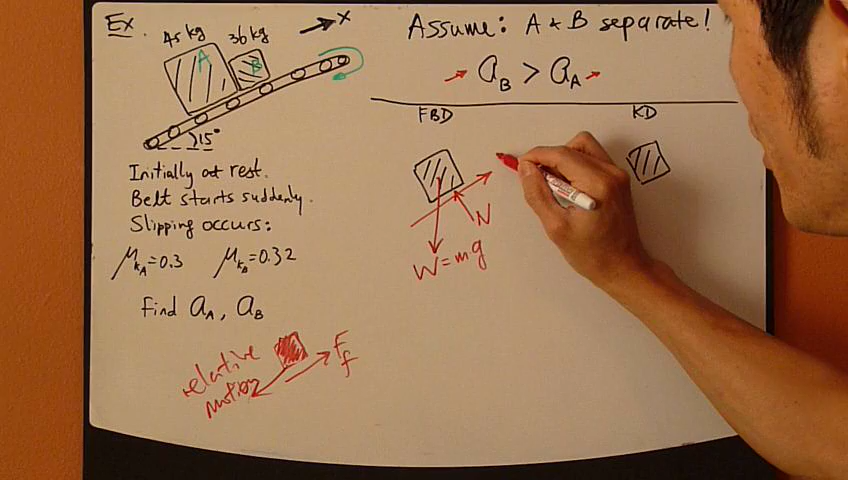 Ex.
45 kg
36 kg
X
A
B
15°
Initially at rest.
Belt starts suddenly.
Slipping occurs:
μkA = 0.3 μkB = 0.32
Find aA, aB
relative
motion
Ff
Assume: A & B separate!
aB > aA
FBD
KD
N
W = mg